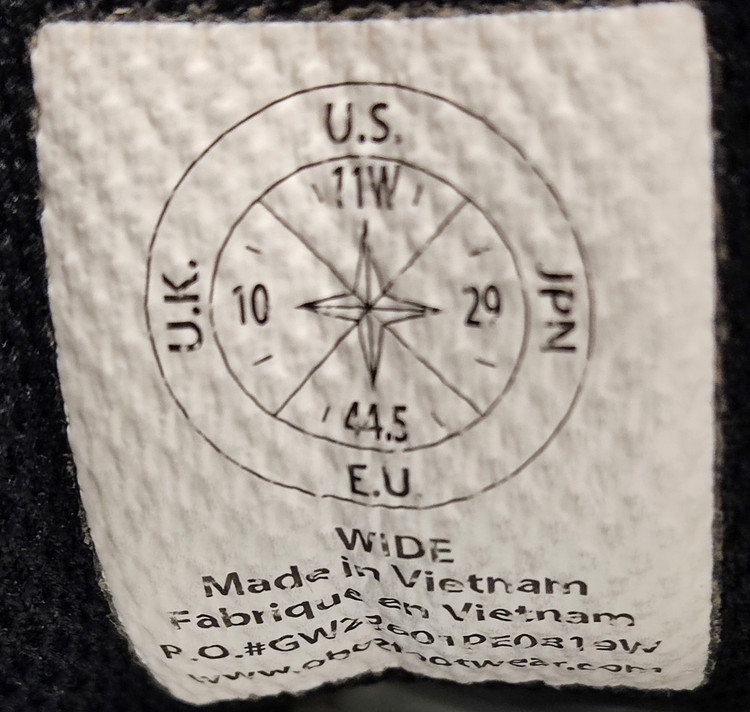 U.S.
11W
U.K.
10
29
JPN
44.5
E.U.
WIDE
Made in Vietnam
Fabrique en Vietnam